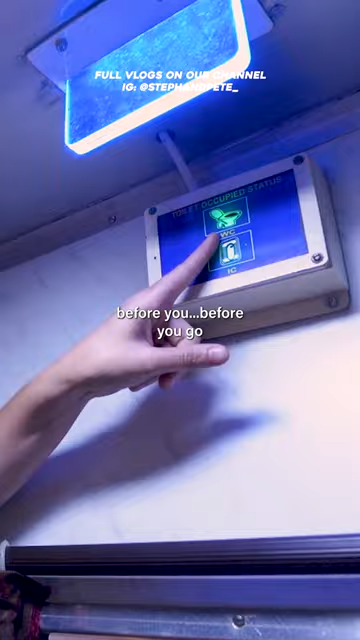 FULL VLOGS ON OUR CHANNEL
IG: @STEPHANDPETE_
TOILET OCCUPIED STATUS
WC
IC
before you...before
you go